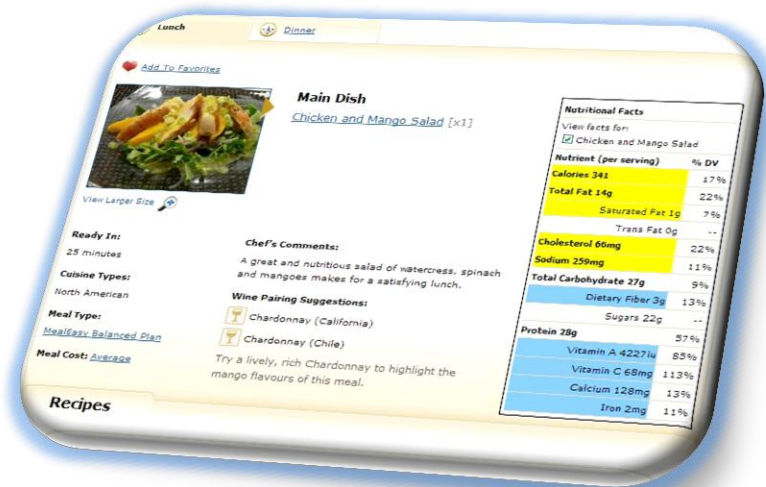 Lunch
Dinner
Add To Favorites
Main Dish
Chicken and Mango Salad [x1]
View Larger Size
Ready In:
25 minutes
Cuisine Types:
North American
Meal Type:
MealEasy Balanced Plan
Meal Cost: Average
Chef's Comments:
A great and nutritious salad of watercress, spinach
and mangoes makes for a satisfying lunch.
Wine Pairing Suggestions:
Chardonnay (California)
Chardonnay (Chile)
Try a lively, rich Chardonnay to highlight the
mango flavours of this meal.
Nutritional Facts
View facts for:
Chicken and Mango Salad
Nutrient (per serving) % DV
Calories 341 17%
Total Fat 14g 22%
Saturated Fat 1g 7%
Trans Fat 0g --
Cholesterol 66mg 22%
Sodium 259mg 11%
Total Carbohydrate 27g 9%
Dietary Fiber 3g 13%
Sugars 22g --
Protein 28g 57%
Vitamin A 4227iu 85%
Vitamin C 68mg 113%
Calcium 128mg 13%
Iron 2mg 11%
Recipes